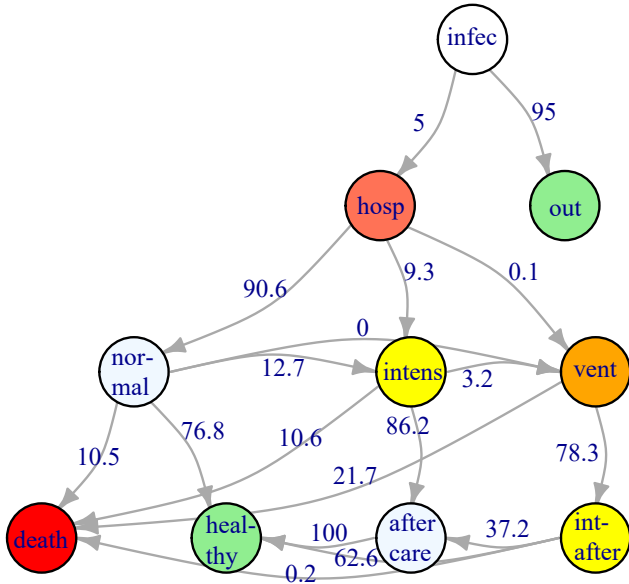 infec
5
95
hosp
out
90.6
9.3
0.1
0
nor-
mal
12.7
intens
3.2
vent
10.5
76.8
10.6
86.2
21.7
78.3
death
heal-
thy
100
62.6
after
care
37.2
int-
after
0.2